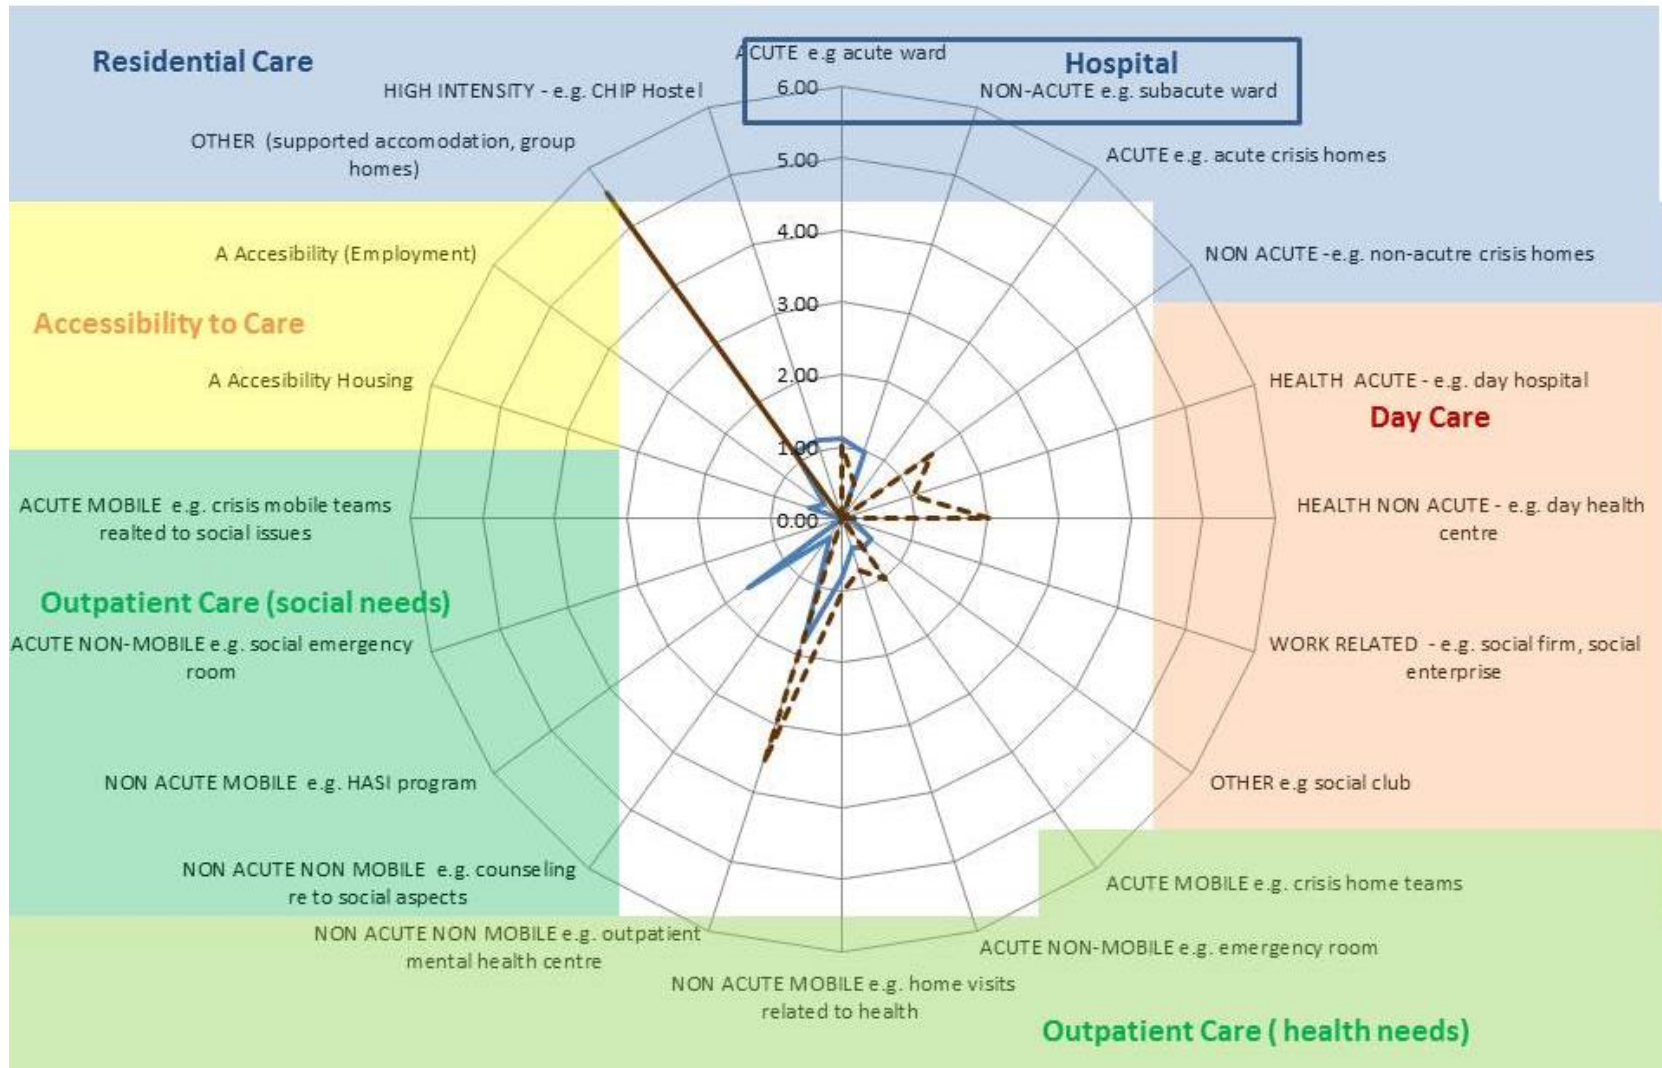 Residential Care
ACUTE e.g acute ward
Hospital
HIGH INTENSITY - e.g. CHIP Hostel
6.00
NON-ACUTE e.g. subacute ward
OTHER (supported accomodation, group
homes)
5.00
ACUTE e.g. acute crisis homes
4.00
A Accesibility (Employment)
NON ACUTE -e.g. non-acutre crisis homes
3.00
Accessibility to Care
2.00
A Accesibility Housing
HEALTH ACUTE - e.g. day hospital
Day Care
1.00
ACUTE MOBILE e.g. crisis mobile teams
realted to social issues
0.00
HEALTH NON ACUTE - e.g. day health
centre
Outpatient Care (social needs)
ACUTE NON-MOBILE e.g. social emergency
room
WORK RELATED - e.g. social firm, social
enterprise
NON ACUTE MOBILE e.g. HASI program
OTHER e.g social club
NON ACUTE NON MOBILE e.g. counseling
re to social aspects
ACUTE MOBILE e.g. crisis home teams
NON ACUTE NON MOBILE e.g. outpatient
mental health centre
ACUTE NON-MOBILE e.g. emergency room
NON ACUTE MOBILE e.g. home visits
related to health
Outpatient Care ( health needs)